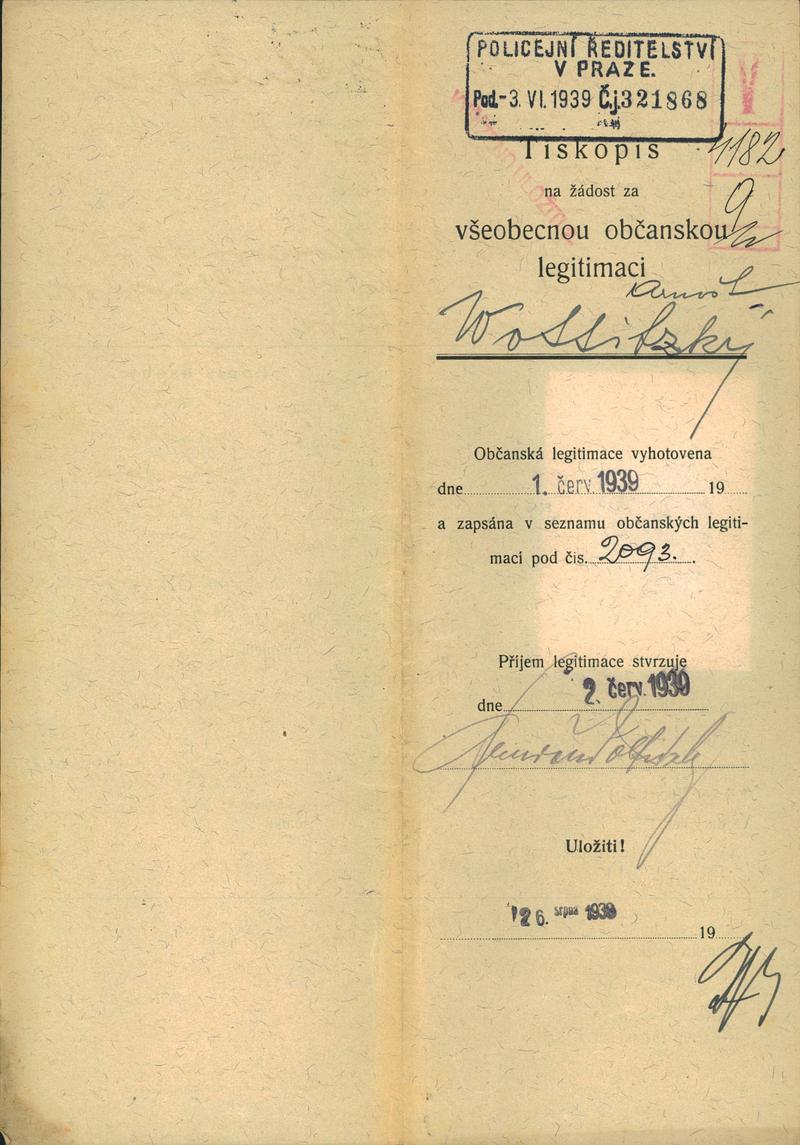 POLICEJNÍ ŘEDITELSTVÍ
V PRAZE.
Pod.-3. VI. 1939 Č.j. 321868
Tiskopis
1182
na žádost za
9
všeobecnou občanskou
legitimaci
Arnošt
Wossitzký
Občanská legitimace vyhotovena
dne 1. červ. 1939 19
a zapsána v seznamu občanských legiti-
mací pod čís. 2093.
Příjem legitimace stvrzuje
dne 2. červ. 1939
Uložiti!
26. srpna 1939
19